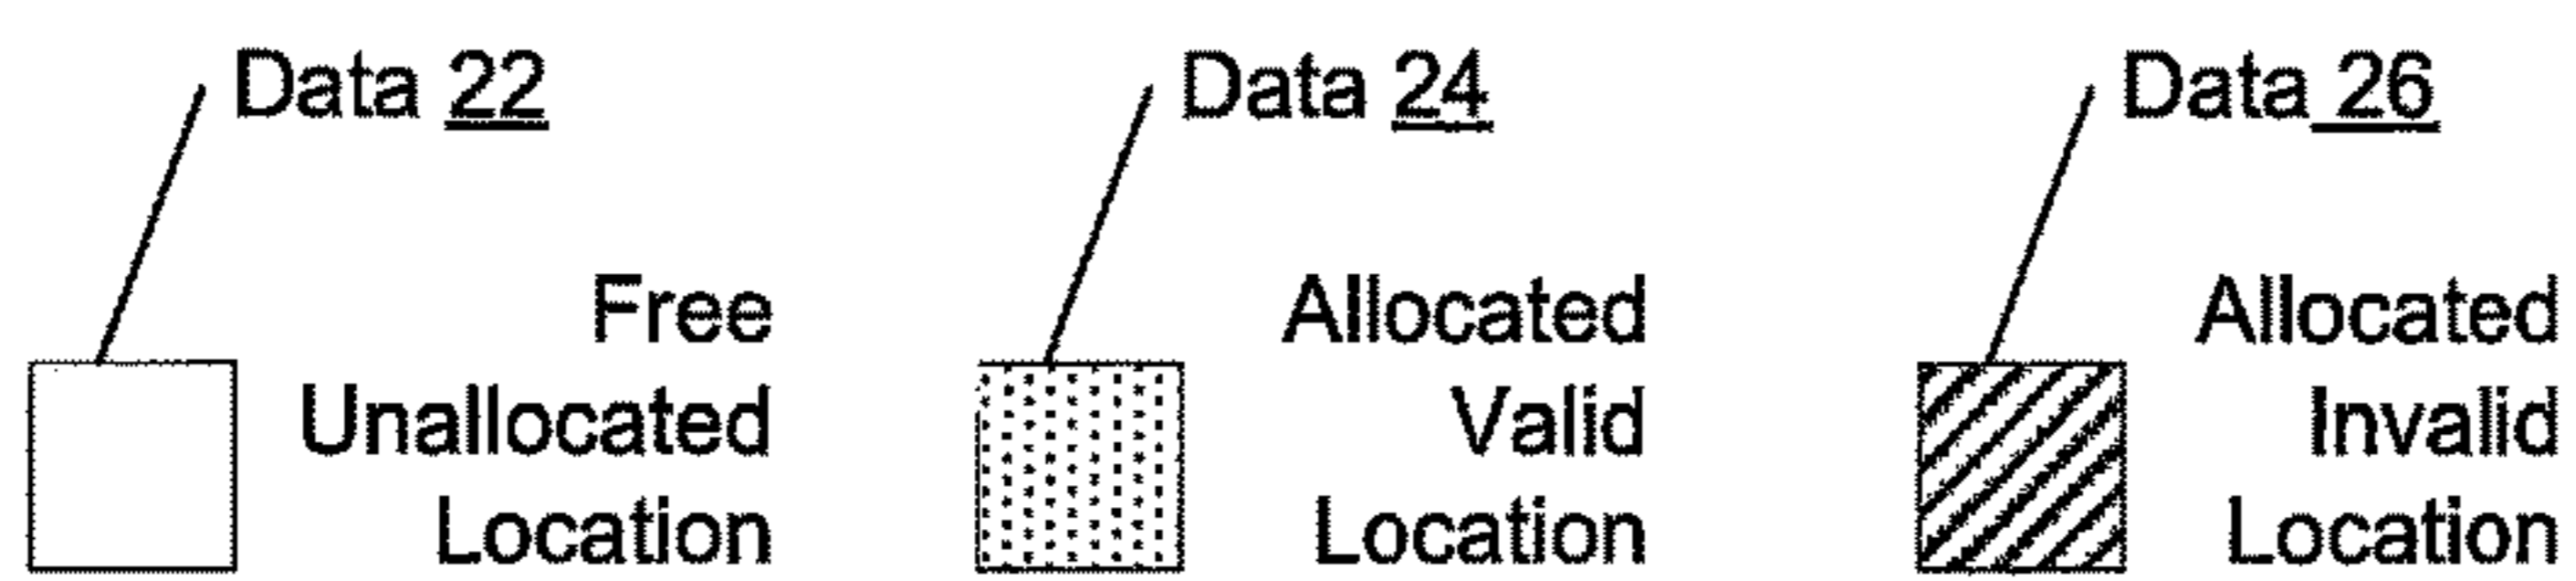 Data 22
Free
Unallocated
Location
Data 24
Allocated
Valid
Location
Data 26
Allocated
Invalid
Location